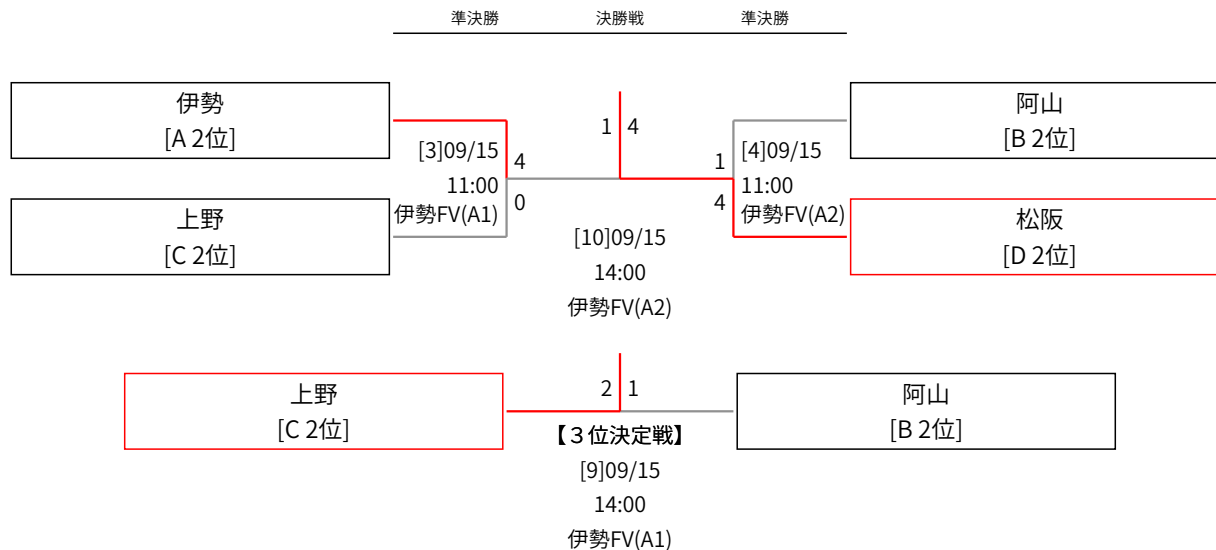 準決勝
決勝戦
準決勝
伊勢
[A 2位]
上野
[C 2位]
[3]09/15
11:00
伊勢FV(A1)
4
0
1
4
[10]09/15
14:00
伊勢FV(A2)
1
4
[4]09/15
11:00
伊勢FV(A2)
阿山
[B 2位]
松阪
[D 2位]
上野
[C 2位]
2
1
【３位決定戦】
[9]09/15
14:00
伊勢FV(A1)
阿山
[B 2位]